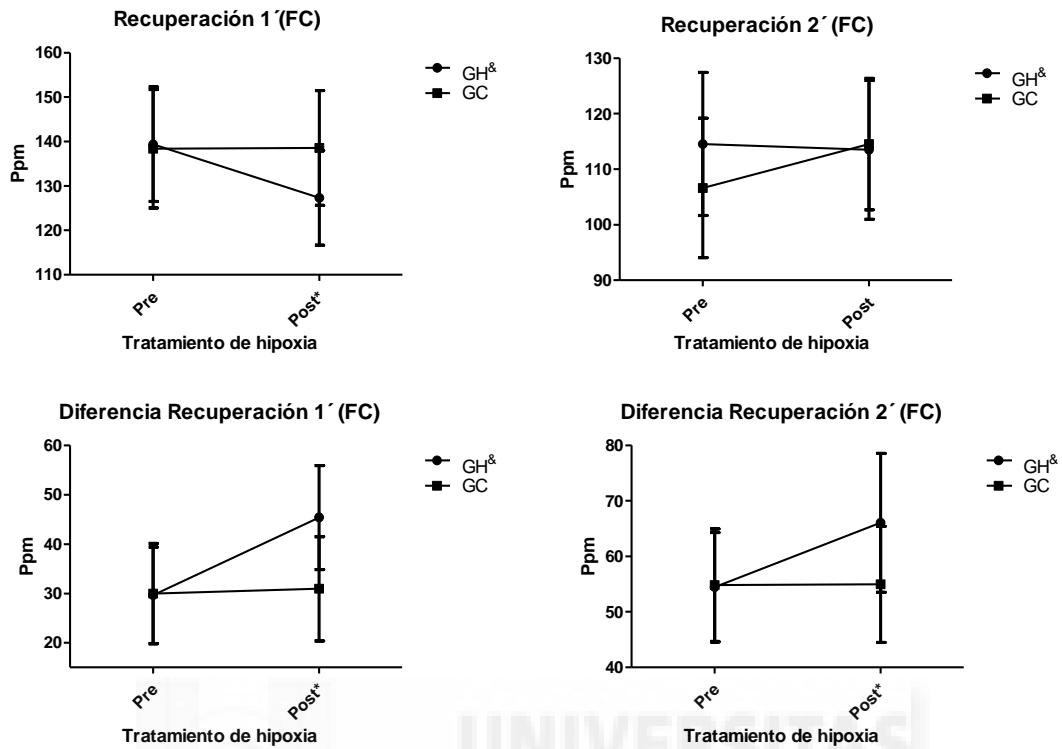 Recuperación 1´(FC)
160
150
140
130
120
110
Ppm
Pre
Post*
Tratamiento de hipoxia
GH&
GC
Recuperación 2´ (FC)
130
120
110
100
90
Ppm
Pre
Post
Tratamiento de hipoxia
GH&
GC
Diferencia Recuperación 1´ (FC)
60
50
40
30
20
Ppm
Pre
Post*
Tratamiento de hipoxia
GH&
GC
Diferencia Recuperación 2´ (FC)
80
70
60
50
40
Ppm
Pre
Post*
Tratamiento de hipoxia
GH&
GC
UNIVERSITAS